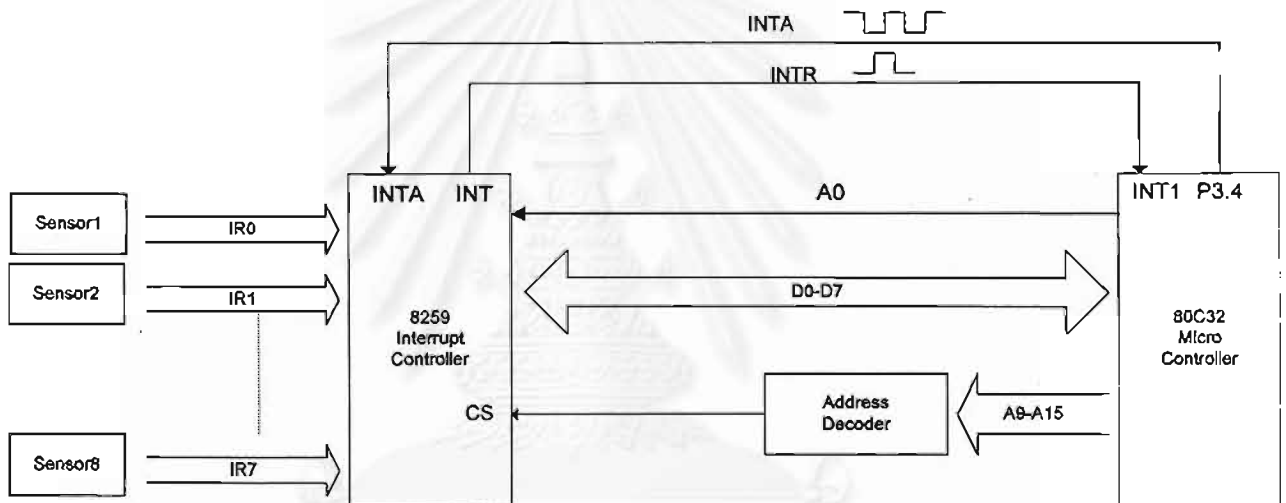 INTA
INTR
INTA INT
INT1 P3.4
A0
Sensor1
IR0
Sensor2
IR1
D0-D7
8259
Interrupt
Controller
80C32
Micro
Controller
CS
Address
Decoder
A9-A15
Sensor8
IR7